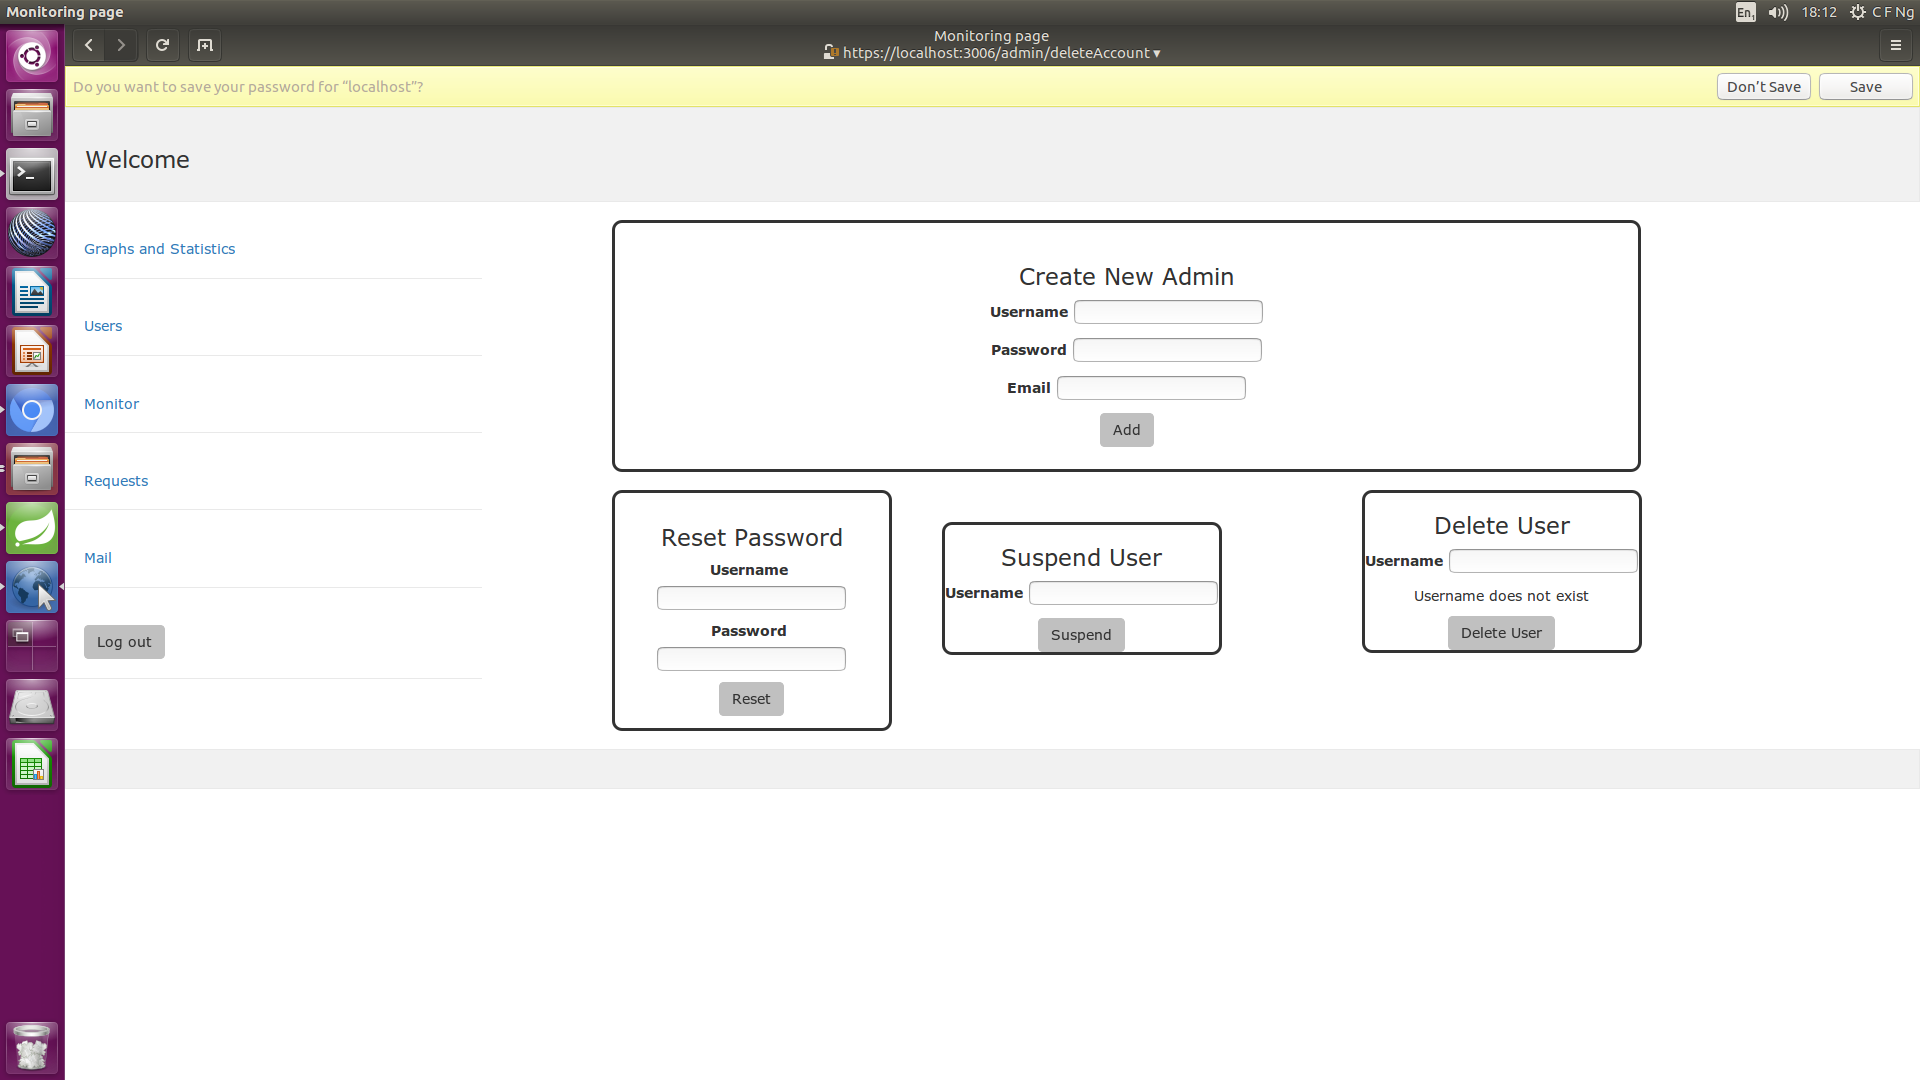 Monitoring page
En1 18:12 C F Ng
Monitoring page
https://localhost:3006/admin/deleteAccount ▾
Do you want to save your password for “localhost”?
Don’t Save
Save
Welcome
Graphs and Statistics
Users
Monitor
Requests
Mail
Log out
Create New Admin
Username
Password
Email
Add
Reset Password
Username
Password
Reset
Suspend User
Username
Suspend
Delete User
Username
Username does not exist
Delete User